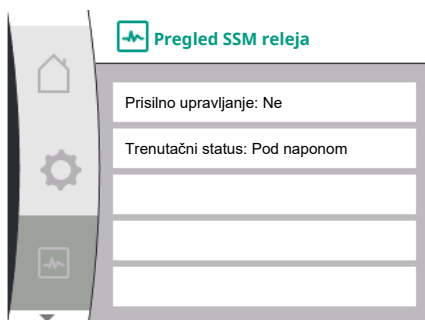 Pregled SSM releja
Prisilno upravljanje: Ne
Trenutačni status: Pod naponom